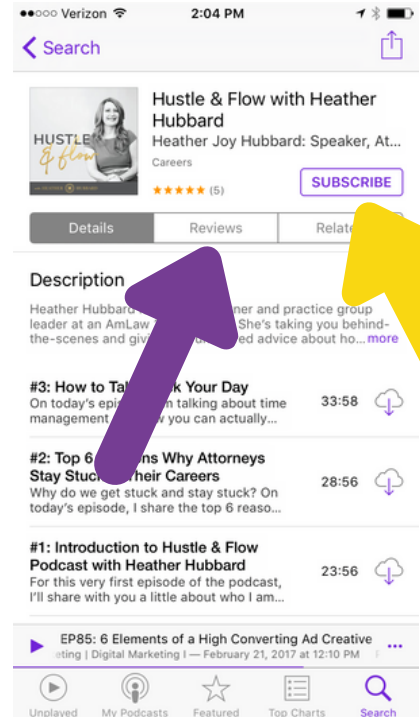 Verizon 2:04 PM
Search
HUSTLE
& flow
Hustle & Flow with Heather
Hubbard
Heather Joy Hubbard: Speaker, At...
Careers
★★★★★ (5)
SUBSCRIBE
Details Reviews Relate
Description
Heather Hubbard ner and practice group
leader at an AmLaw She's taking you behind-
the-scenes and givi ed advice about ho... more
#3: How to Ta k Your Day
On today's epis m talking about time 33:58
management w you can actually...
#2: Top 6 ns Why Attorneys
Stay Stuc heir Careers
Why do we get stuck and stay stuck? On 28:56
today's episode, I share the top 6 reaso...
#1: Introduction to Hustle & Flow
Podcast with Heather Hubbard
For this very first episode of the podcast, 23:56
I'll share with you a little about who I am...
EP85: 6 Elements of a High Converting Ad Creative ...
eting | Digital Marketing I — February 21, 2017 at 12:10 PM
Unplayed My Podcasts Featured Top Charts Search